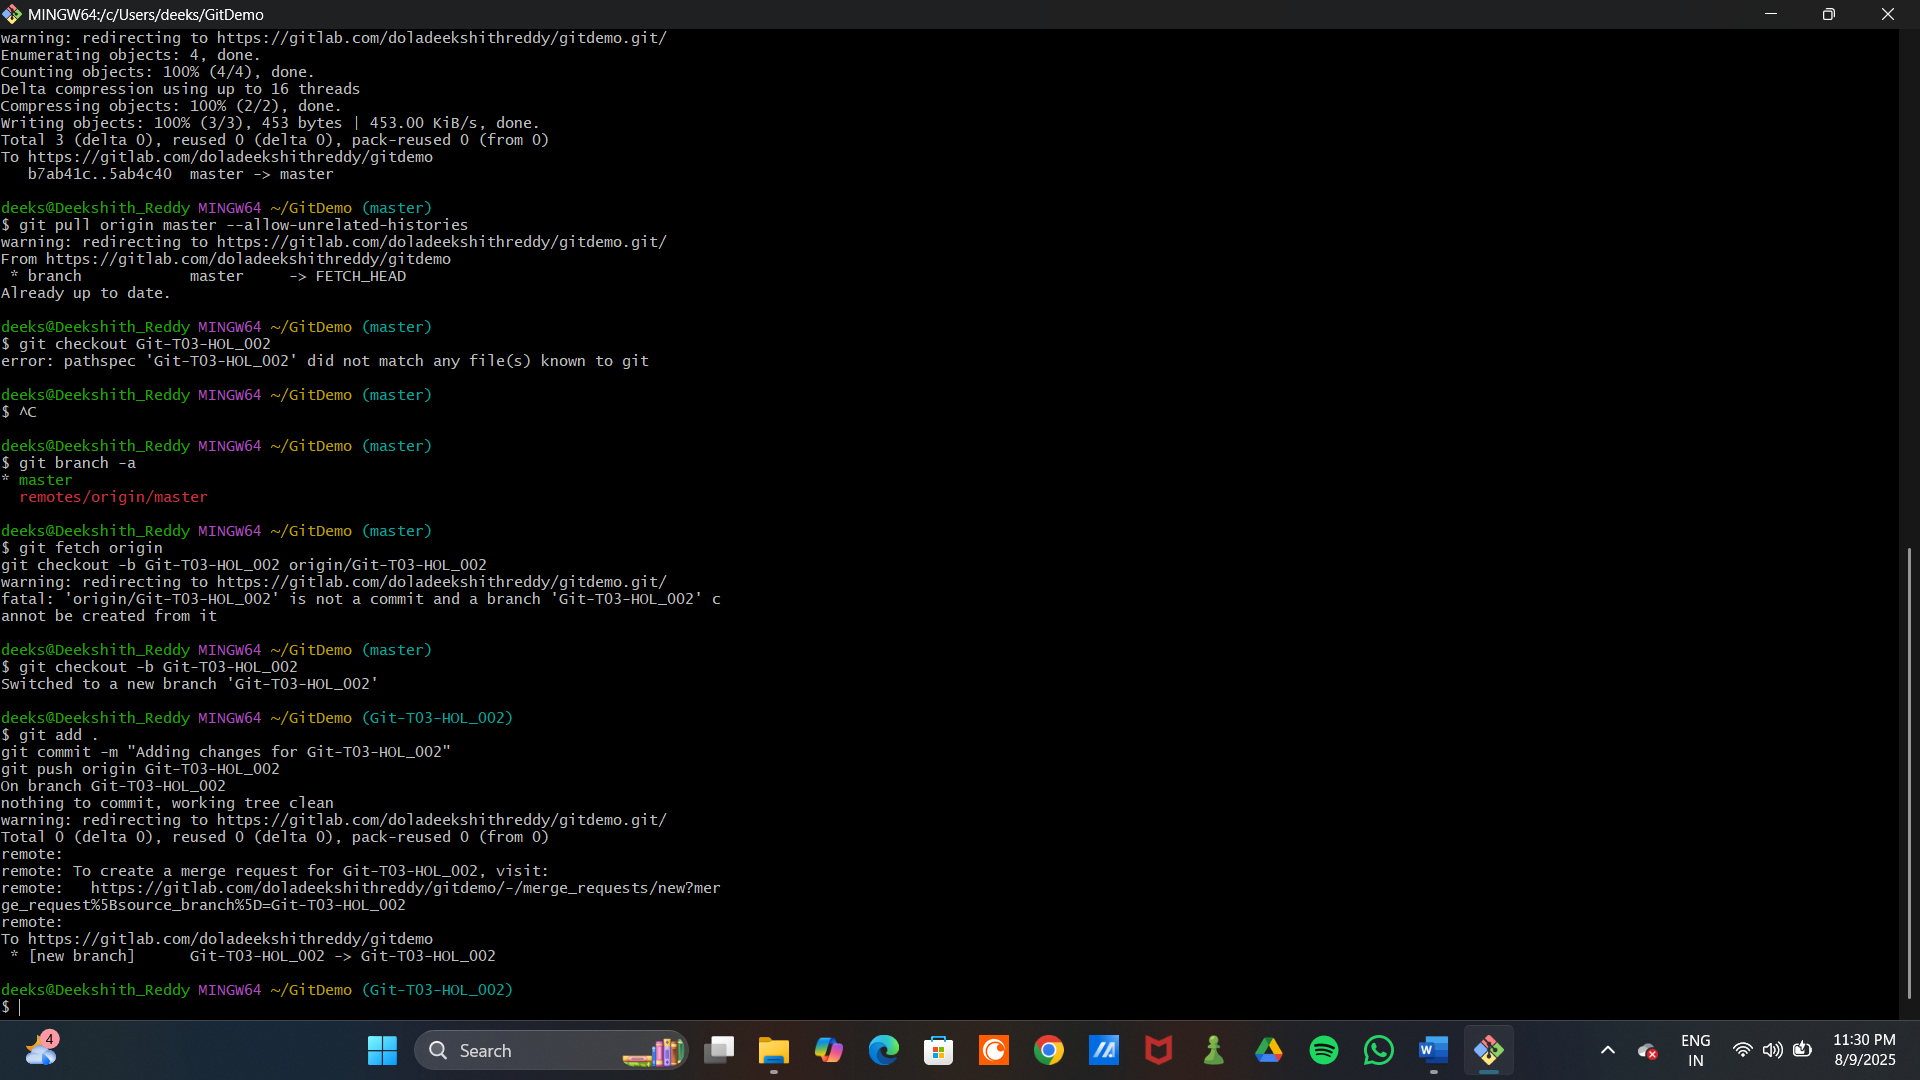 MINGW64:/c/Users/deeks/GitDemo
warning: redirecting to https://gitlab.com/doladeekshithreddy/gitdemo.git/
Enumerating objects: 4, done.
Counting objects: 100% (4/4), done.
Delta compression using up to 16 threads
Compressing objects: 100% (2/2), done.
Writing objects: 100% (3/3), 453 bytes | 453.00 KiB/s, done.
Total 3 (delta 0), reused 0 (delta 0), pack-reused 0 (from 0)
To https://gitlab.com/doladeekshithreddy/gitdemo
   b7ab41c..5ab4c40  master -> master
deeks@Deekshith_Reddy MINGW64 ~/GitDemo (master)
$ git pull origin master --allow-unrelated-histories
warning: redirecting to https://gitlab.com/doladeekshithreddy/gitdemo.git/
From https://gitlab.com/doladeekshithreddy/gitdemo
 * branch            master     -> FETCH_HEAD
Already up to date.
deeks@Deekshith_Reddy MINGW64 ~/GitDemo (master)
$ git checkout Git-T03-HOL_002
error: pathspec 'Git-T03-HOL_002' did not match any file(s) known to git
deeks@Deekshith_Reddy MINGW64 ~/GitDemo (master)
$ ^C
deeks@Deekshith_Reddy MINGW64 ~/GitDemo (master)
$ git branch -a
* master
  remotes/origin/master
deeks@Deekshith_Reddy MINGW64 ~/GitDemo (master)
$ git fetch origin
git checkout -b Git-T03-HOL_002 origin/Git-T03-HOL_002
warning: redirecting to https://gitlab.com/doladeekshithreddy/gitdemo.git/
fatal: 'origin/Git-T03-HOL_002' is not a commit and a branch 'Git-T03-HOL_002' c
annot be created from it
deeks@Deekshith_Reddy MINGW64 ~/GitDemo (master)
$ git checkout -b Git-T03-HOL_002
Switched to a new branch 'Git-T03-HOL_002'
deeks@Deekshith_Reddy MINGW64 ~/GitDemo (Git-T03-HOL_002)
$ git add .
git commit -m "Adding changes for Git-T03-HOL_002"
git push origin Git-T03-HOL_002
On branch Git-T03-HOL_002
nothing to commit, working tree clean
warning: redirecting to https://gitlab.com/doladeekshithreddy/gitdemo.git/
Total 0 (delta 0), reused 0 (delta 0), pack-reused 0 (from 0)
remote:
remote: To create a merge request for Git-T03-HOL_002, visit:
remote:   https://gitlab.com/doladeekshithreddy/gitdemo/-/merge_requests/new?mer
ge_request%5Bsource_branch%5D=Git-T03-HOL_002
remote:
To https://gitlab.com/doladeekshithreddy/gitdemo
 * [new branch]      Git-T03-HOL_002 -> Git-T03-HOL_002
deeks@Deekshith_Reddy MINGW64 ~/GitDemo (Git-T03-HOL_002)
$
4
Search
ENG
IN
11:30 PM
8/9/2025